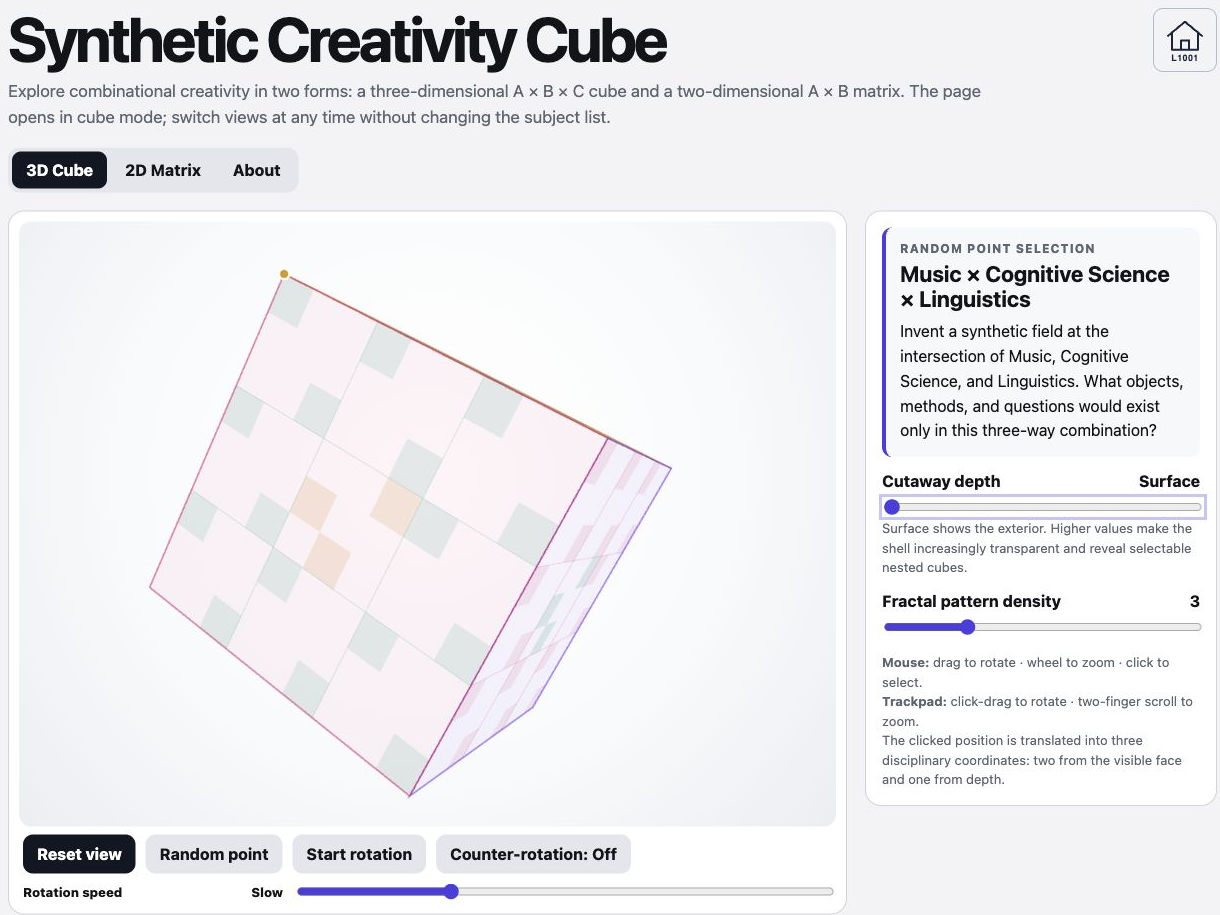 Synthetic Creativity Cube
L1001
Explore combinational creativity in two forms: a three-dimensional A × B × C cube and a two-dimensional A × B matrix. The page
opens in cube mode; switch views at any time without changing the subject list.
3D Cube
2D Matrix
About
RANDOM POINT SELECTION
Music × Cognitive Science
× Linguistics
Invent a synthetic field at the
intersection of Music, Cognitive
Science, and Linguistics. What objects,
methods, and questions would exist
only in this three-way combination?
Cutaway depth Surface
Surface shows the exterior. Higher values make the
shell increasingly transparent and reveal selectable
nested cubes.
Fractal pattern density 3
Mouse: drag to rotate · wheel to zoom · click to
select.
Trackpad: click-drag to rotate · two-finger scroll to
zoom.
The clicked position is translated into three
disciplinary coordinates: two from the visible face
and one from depth.
Reset view
Random point
Start rotation
Counter-rotation: Off
Rotation speed Slow